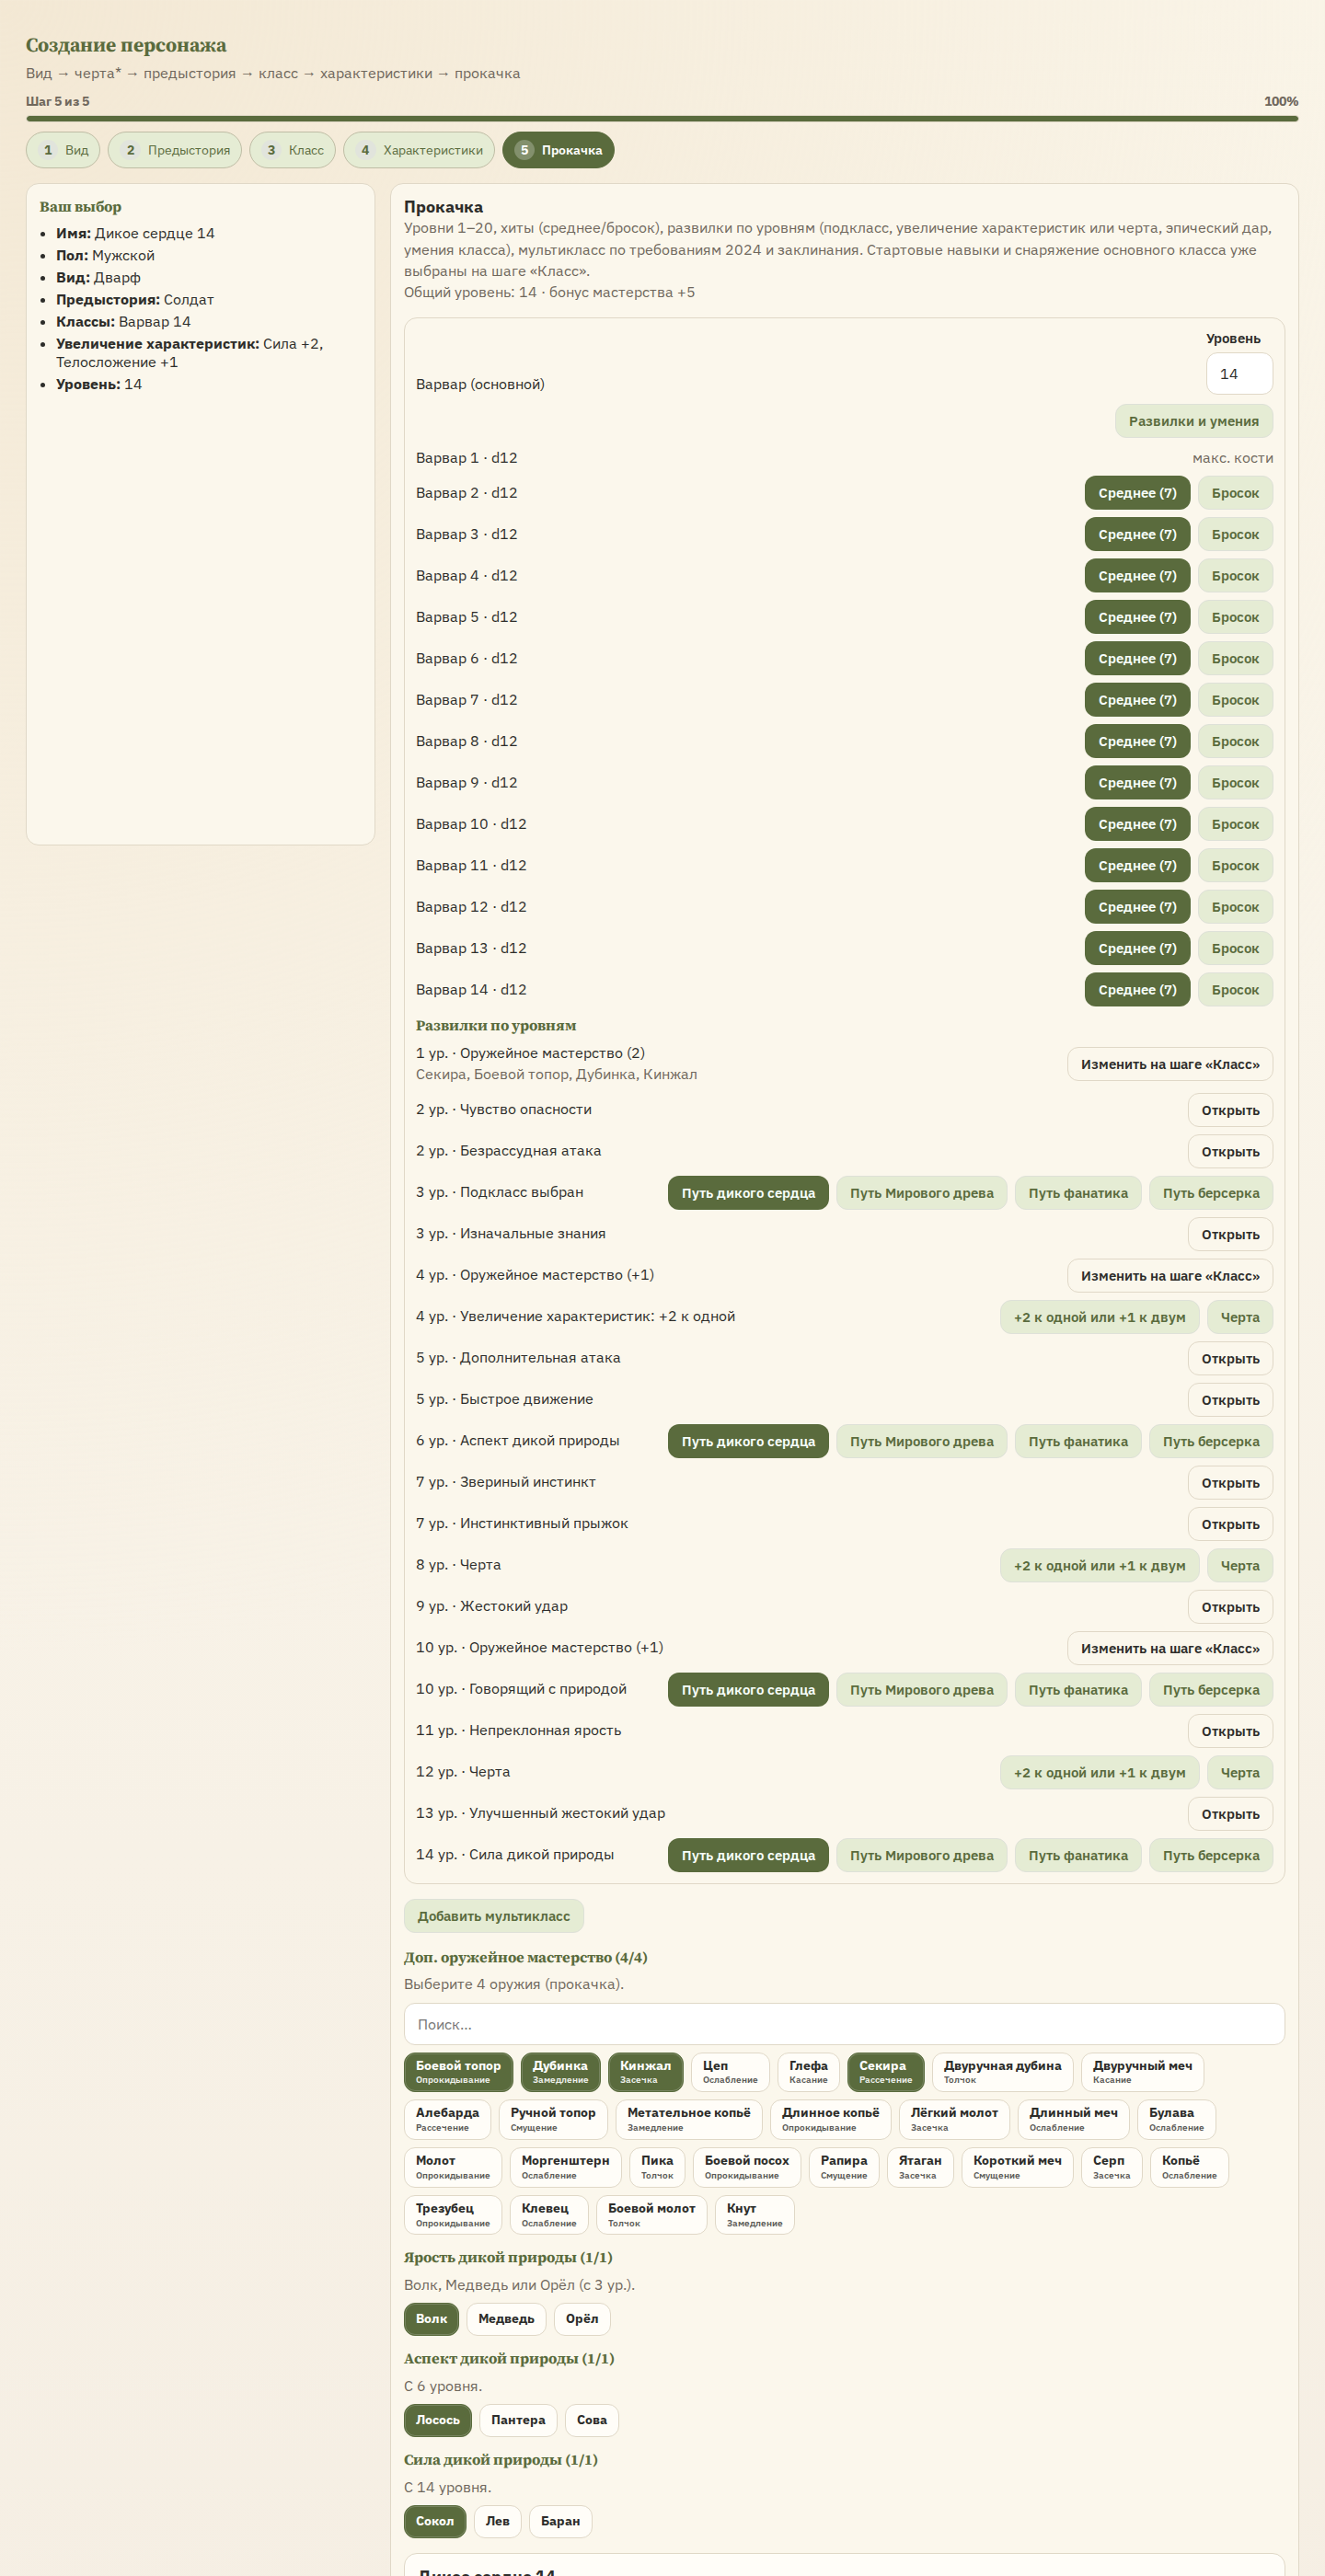 Создание персонажа
Вид → черта* → предыстория → класс → характеристики → прокачка
Шаг 5 из 5 100%
1 Вид 2 Предыстория 3 Класс 4 Характеристики 5 Прокачка
Ваш выбор
• Имя: Дикое сердце 14
• Пол: Мужской
• Вид: Дварф
• Предыстория: Солдат
• Классы: Варвар 14
• Увеличение характеристик: Сила +2,
Телосложение +1
• Уровень: 14
Прокачка
Уровни 1–20, хиты (среднее/бросок), развилки по уровням (подкласс, увеличение характеристик или черта, эпический дар,
умения класса), мультикласс по требованиям 2024 и заклинания. Стартовые навыки и снаряжение основного класса уже
выбраны на шаге «Класс».
Общий уровень: 14 · бонус мастерства +5
Уровень
Варвар (основной) 14
Развилки и умения
Варвар 1 · d12 макс. кости
Варвар 2 · d12 Среднее (7) Бросок
Варвар 3 · d12 Среднее (7) Бросок
Варвар 4 · d12 Среднее (7) Бросок
Варвар 5 · d12 Среднее (7) Бросок
Варвар 6 · d12 Среднее (7) Бросок
Варвар 7 · d12 Среднее (7) Бросок
Варвар 8 · d12 Среднее (7) Бросок
Варвар 9 · d12 Среднее (7) Бросок
Варвар 10 · d12 Среднее (7) Бросок
Варвар 11 · d12 Среднее (7) Бросок
Варвар 12 · d12 Среднее (7) Бросок
Варвар 13 · d12 Среднее (7) Бросок
Варвар 14 · d12 Среднее (7) Бросок
Развилки по уровням
1 ур. · Оружейное мастерство (2) Изменить на шаге «Класс»
Секира, Боевой топор, Дубинка, Кинжал
2 ур. · Чувство опасности Открыть
2 ур. · Безрассудная атака Открыть
3 ур. · Подкласс выбран Путь дикого сердца Путь Мирового древа Путь фанатика Путь берсерка
3 ур. · Изначальные знания Открыть
4 ур. · Оружейное мастерство (+1) Изменить на шаге «Класс»
4 ур. · Увеличение характеристик: +2 к одной +2 к одной или +1 к двум Черта
5 ур. · Дополнительная атака Открыть
5 ур. · Быстрое движение Открыть
6 ур. · Аспект дикой природы Путь дикого сердца Путь Мирового древа Путь фанатика Путь берсерка
7 ур. · Звериный инстинкт Открыть
7 ур. · Инстинктивный прыжок Открыть
8 ур. · Черта +2 к одной или +1 к двум Черта
9 ур. · Жестокий удар Открыть
10 ур. · Оружейное мастерство (+1) Изменить на шаге «Класс»
10 ур. · Говорящий с природой Путь дикого сердца Путь Мирового древа Путь фанатика Путь берсерка
11 ур. · Непреклонная ярость Открыть
12 ур. · Черта +2 к одной или +1 к двум Черта
13 ур. · Улучшенный жестокий удар Открыть
14 ур. · Сила дикой природы Путь дикого сердца Путь Мирового древа Путь фанатика Путь берсерка
Добавить мультикласс
Доп. оружейное мастерство (4/4)
Выберите 4 оружия (прокачка).
Поиск...
Боевой топор Дубинка Кинжал Цеп Глефа Секира Двуручная дубина Двуручный меч
Опрокидывание Замедление Засечка Ослабление Касание Рассечение Толчок Касание
Алебарда Ручной топор Метательное копьё Длинное копьё Лёгкий молот Длинный меч Булава
Рассечение Смущение Замедление Опрокидывание Засечка Ослабление Ослабление
Молот Моргенштерн Пика Боевой посох Рапира Ятаган Короткий меч Серп Копьё
Опрокидывание Ослабление Толчок Опрокидывание Смущение Засечка Смущение Засечка Ослабление
Трезубец Клевец Боевой молот Кнут
Опрокидывание Ослабление Толчок Замедление
Ярость дикой природы (1/1)
Волк, Медведь или Орёл (с 3 ур.).
Волк Медведь Орёл
Аспект дикой природы (1/1)
С 6 уровня.
Лосось Пантера Сова
Сила дикой природы (1/1)
С 14 уровня.
Сокол Лев Баран
Дикое сердце 14